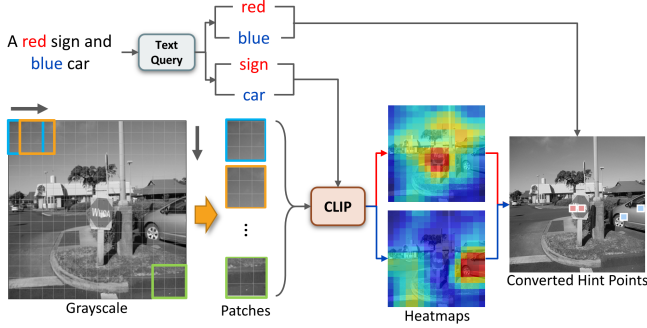 A red sign and
blue car
Text
Query
red
blue
sign
car
CLIP
Grayscale
Patches
...
Heatmaps
Converted Hint Points